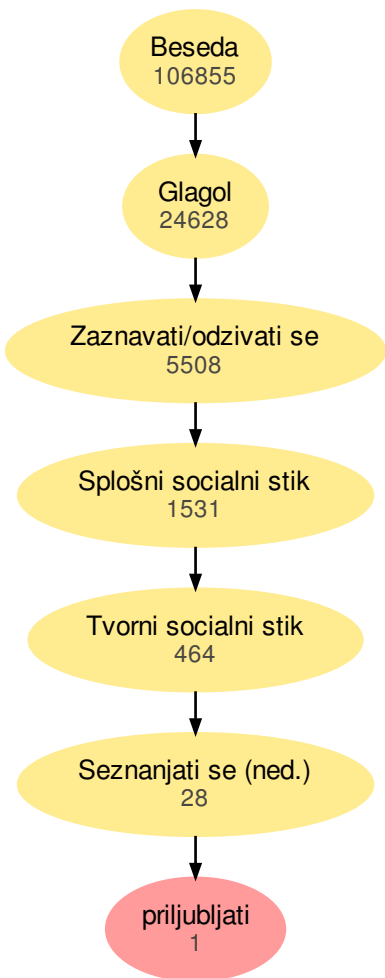 Beseda
106855
Glagol
24628
Zaznavati/odzivati se
5508
Splošni socialni stik
1531
Tvorni socialni stik
464
Seznanjati se (ned.)
28
priljubljati
1